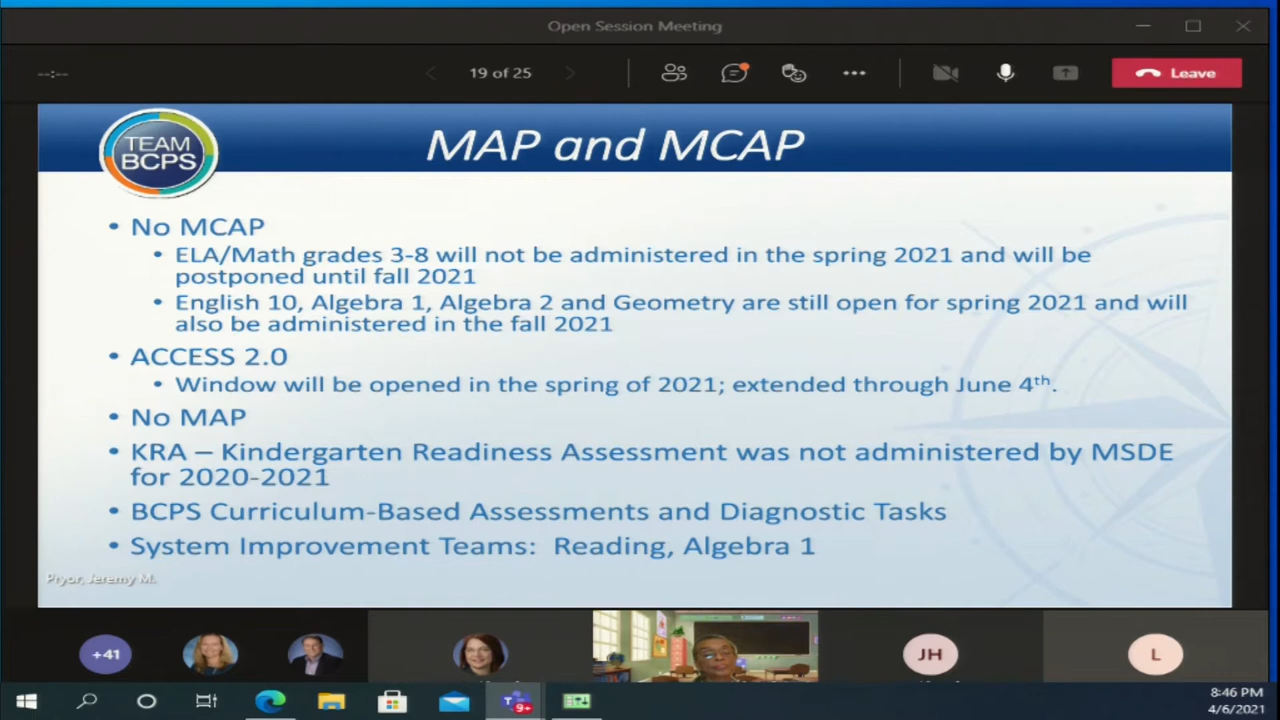 Open Session Meeting
--:--
19 of 25
Leave
TEAM
BCPS
MAP and MCAP
• No MCAP
• ELA/Math grades 3-8 will not be administered in the spring 2021 and will be
postponed until fall 2021
• English 10, Algebra 1, Algebra 2 and Geometry are still open for spring 2021 and will
also be administered in the fall 2021
• ACCESS 2.0
• Window will be opened in the spring of 2021; extended through June 4th.
• No MAP
• KRA – Kindergarten Readiness Assessment was not administered by MSDE
for 2020-2021
• BCPS Curriculum-Based Assessments and Diagnostic Tasks
• System Improvement Teams: Reading, Algebra 1
Pryor, Jeremy M.
+41
JH
L
9+
8:46 PM
4/6/2021